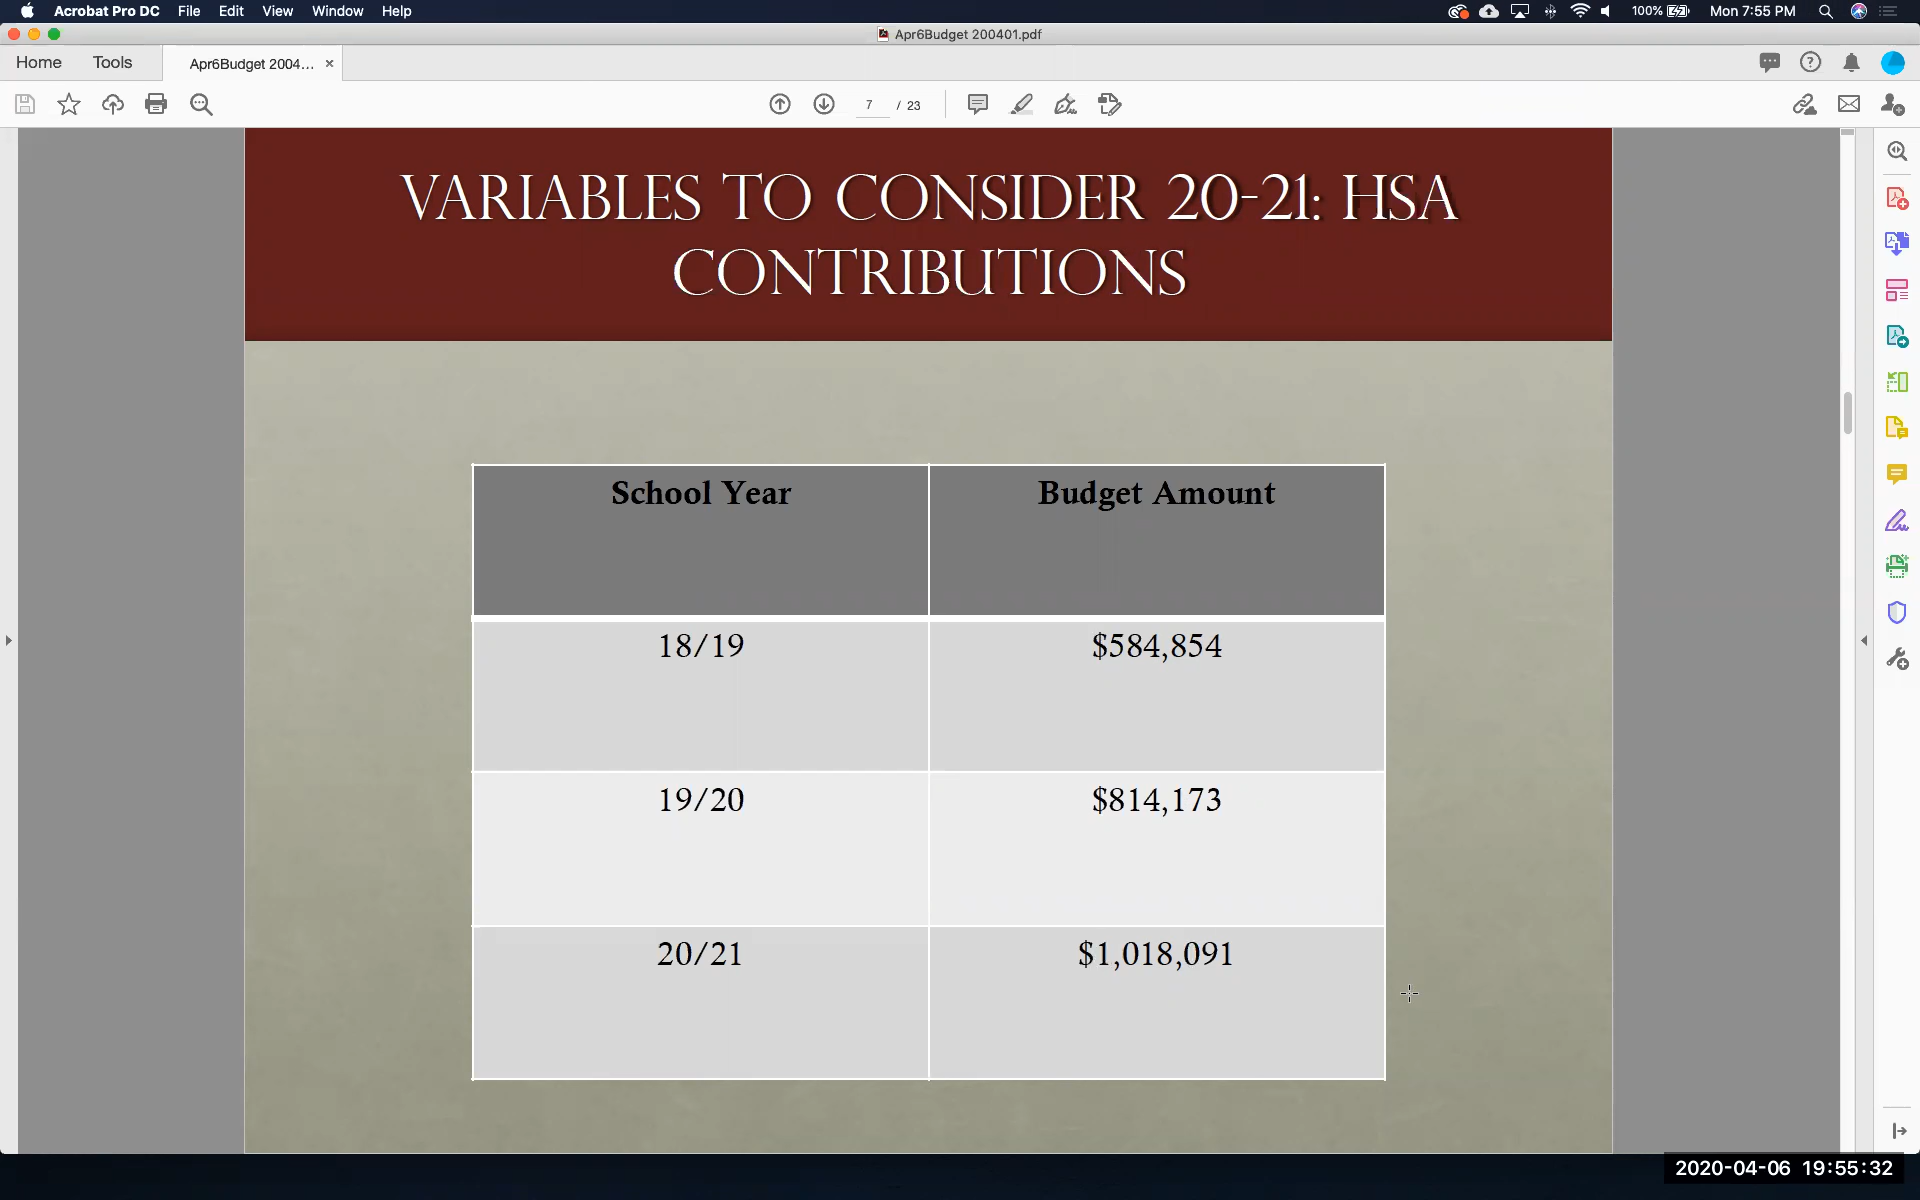 Acrobat Pro DC File Edit View Window Help 100% Mon 7:55 PM
Apr6Budget 200401.pdf
Home Tools Apr6Budget 2004... ×
7 / 23
VARIABLES TO CONSIDER 20-21: HSA
CONTRIBUTIONS
School Year Budget Amount
18/19 $584,854
19/20 $814,173
20/21 $1,018,091
2020-04-06 19:55:32